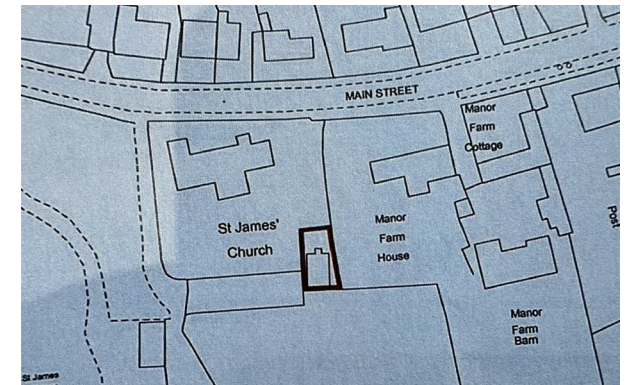 MAIN STREET
Manor
Farm
Cottage
St James'
Church
Manor
Farm
House
Post
Manor
Farm
Barn
St James